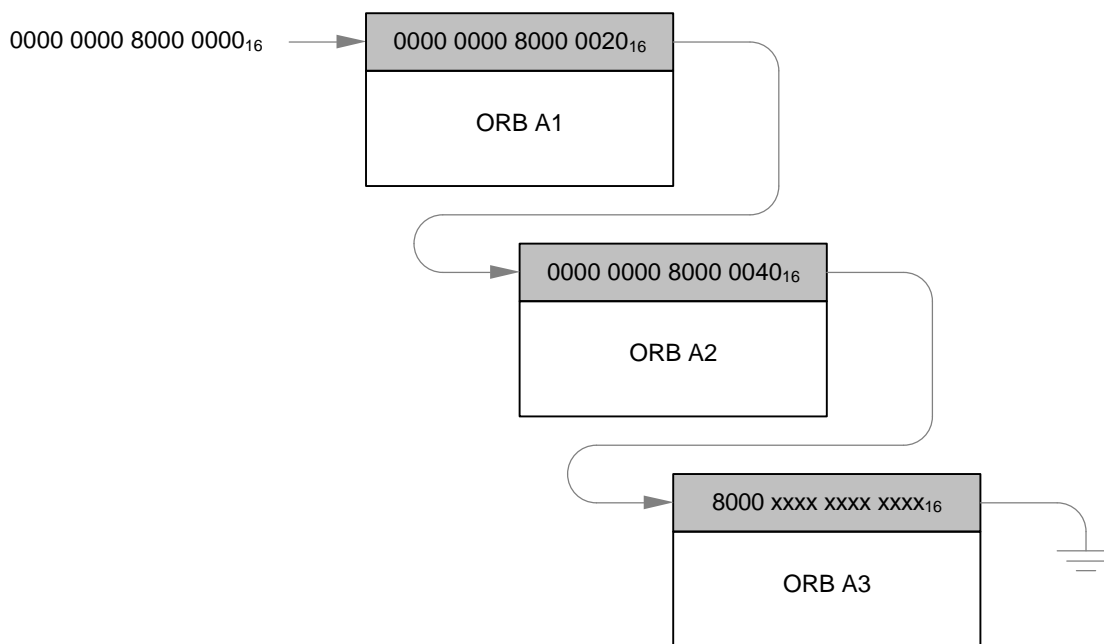 0000 0000 8000 0000₁₆
0000 0000 8000 0020₁₆
ORB A1
0000 0000 8000 0040₁₆
ORB A2
8000 xxxx xxxx xxxx₁₆
ORB A3